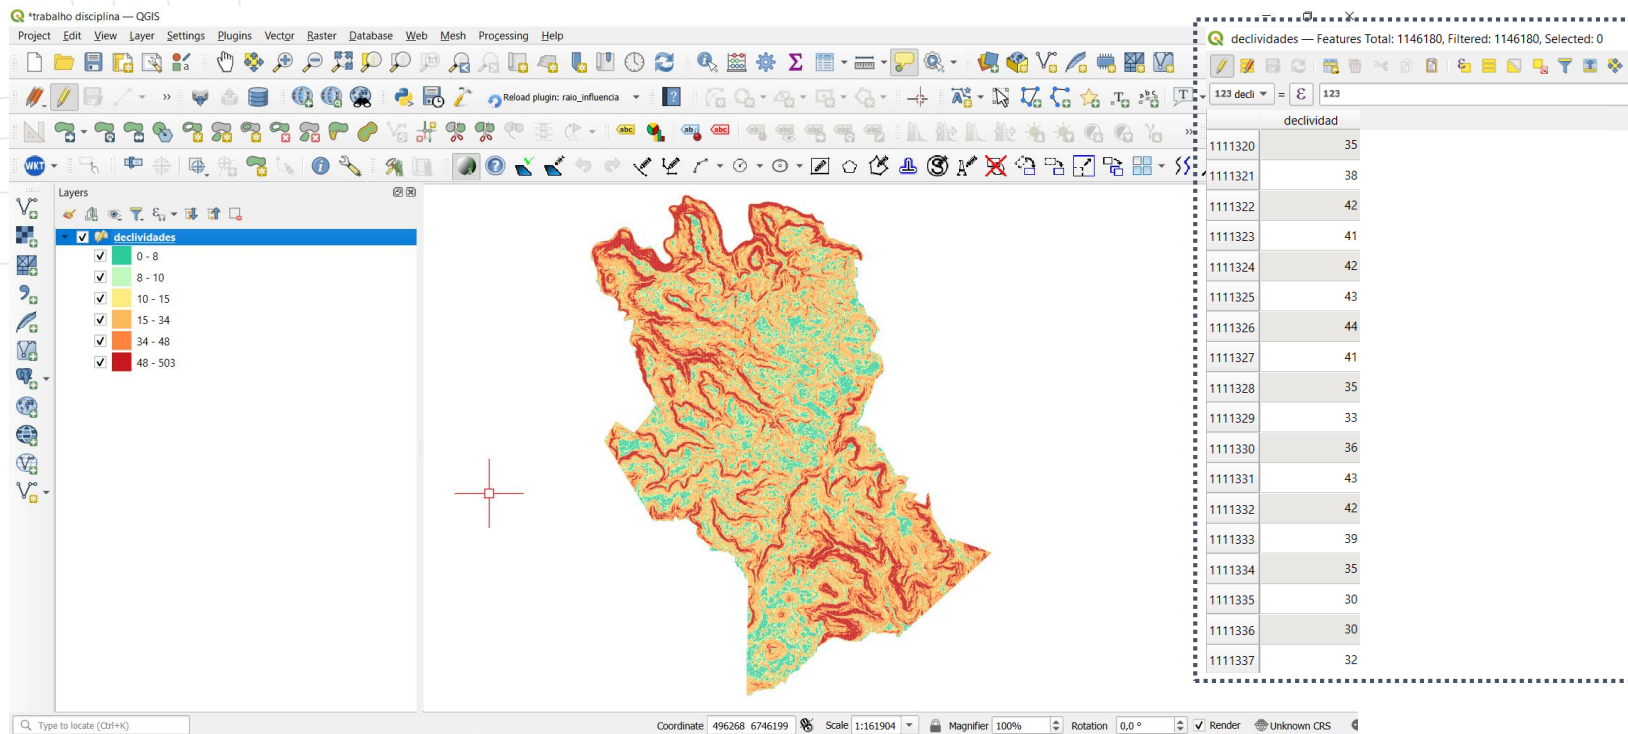 *trabalho disciplina — QGIS
Project Edit View Layer Settings Plugins Vector Raster Database Web Mesh Processing Help
Reload plugin: raio_influencia
Layers
declividades
0 - 8
8 - 10
10 - 15
15 - 34
34 - 48
48 - 503
Type to locate (Ctrl+K)
Coordinate 496268 6746199 Scale 1:161904 Magnifier 100% Rotation 0,0 ° Render Unknown CRS
declividades — Features Total: 1146180, Filtered: 1146180, Selected: 0
123 decli = ε 123
declividad
1111320 35
1111321 38
1111322 42
1111323 41
1111324 42
1111325 43
1111326 44
1111327 41
1111328 35
1111329 33
1111330 36
1111331 43
1111332 42
1111333 39
1111334 35
1111335 30
1111336 30
1111337 32